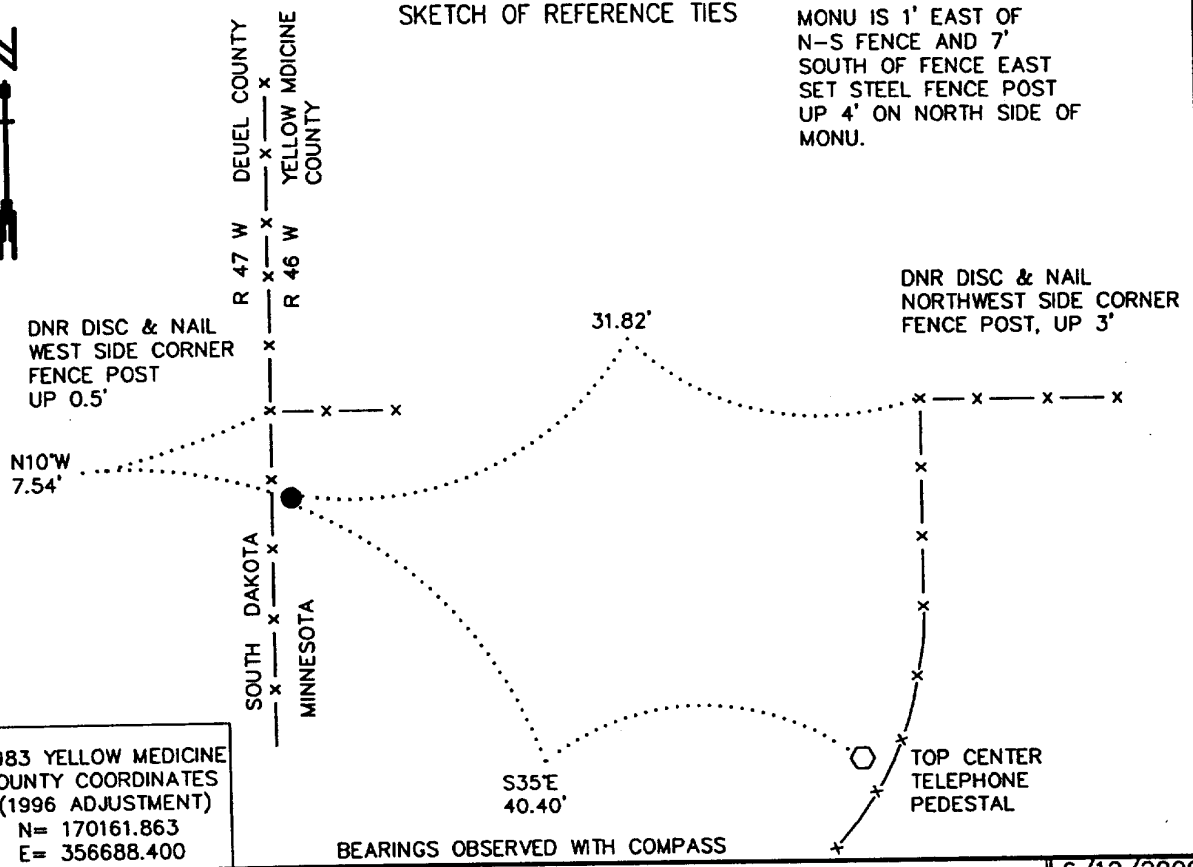 SKETCH OF REFERENCE TIES
MONU IS 1' EAST OF
N-S FENCE AND 7'
SOUTH OF FENCE EAST
SET STEEL FENCE POST
UP 4' ON NORTH SIDE OF
MONU.
DEUEL COUNTY
YELLOW MDICINE
COUNTY
R 47 W
R 46 W
DNR DISC & NAIL
WEST SIDE CORNER
FENCE POST
UP 0.5'
31.82'
DNR DISC & NAIL
NORTHWEST SIDE CORNER
FENCE POST, UP 3'
N10°W
7.54'
SOUTH DAKOTA
MINNESOTA
S35°E
40.40'
TOP CENTER
TELEPHONE
PEDESTAL
983 YELLOW MEDICINE
OUNTY COORDINATES
(1996 ADJUSTMENT)
N= 170161.863
E= 356688.400
BEARINGS OBSERVED WITH COMPASS